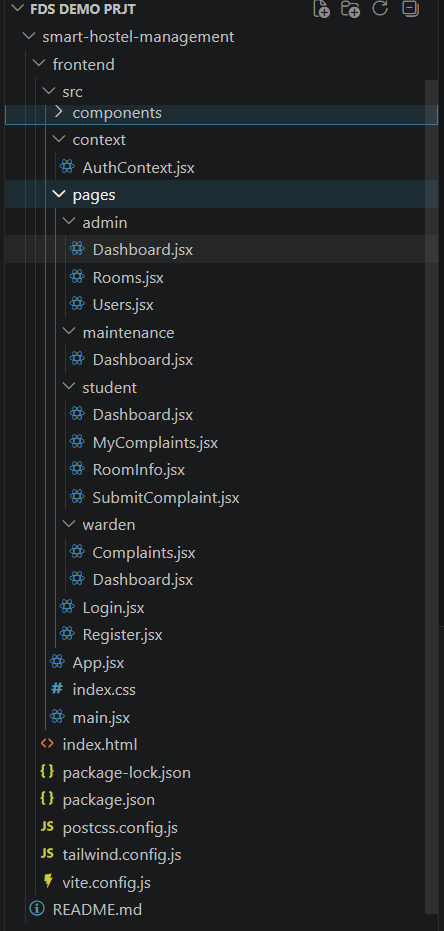 FDS DEMO PRJT
smart-hostel-management
frontend
src
components
context
AuthContext.jsx
pages
admin
Dashboard.jsx
Rooms.jsx
Users.jsx
maintenance
Dashboard.jsx
student
Dashboard.jsx
MyComplaints.jsx
RoomInfo.jsx
SubmitComplaint.jsx
warden
Complaints.jsx
Dashboard.jsx
Login.jsx
Register.jsx
App.jsx
# index.css
main.jsx
<> index.html
{ } package-lock.json
{ } package.json
JS postcss.config.js
JS tailwind.config.js
vite.config.js
README.md